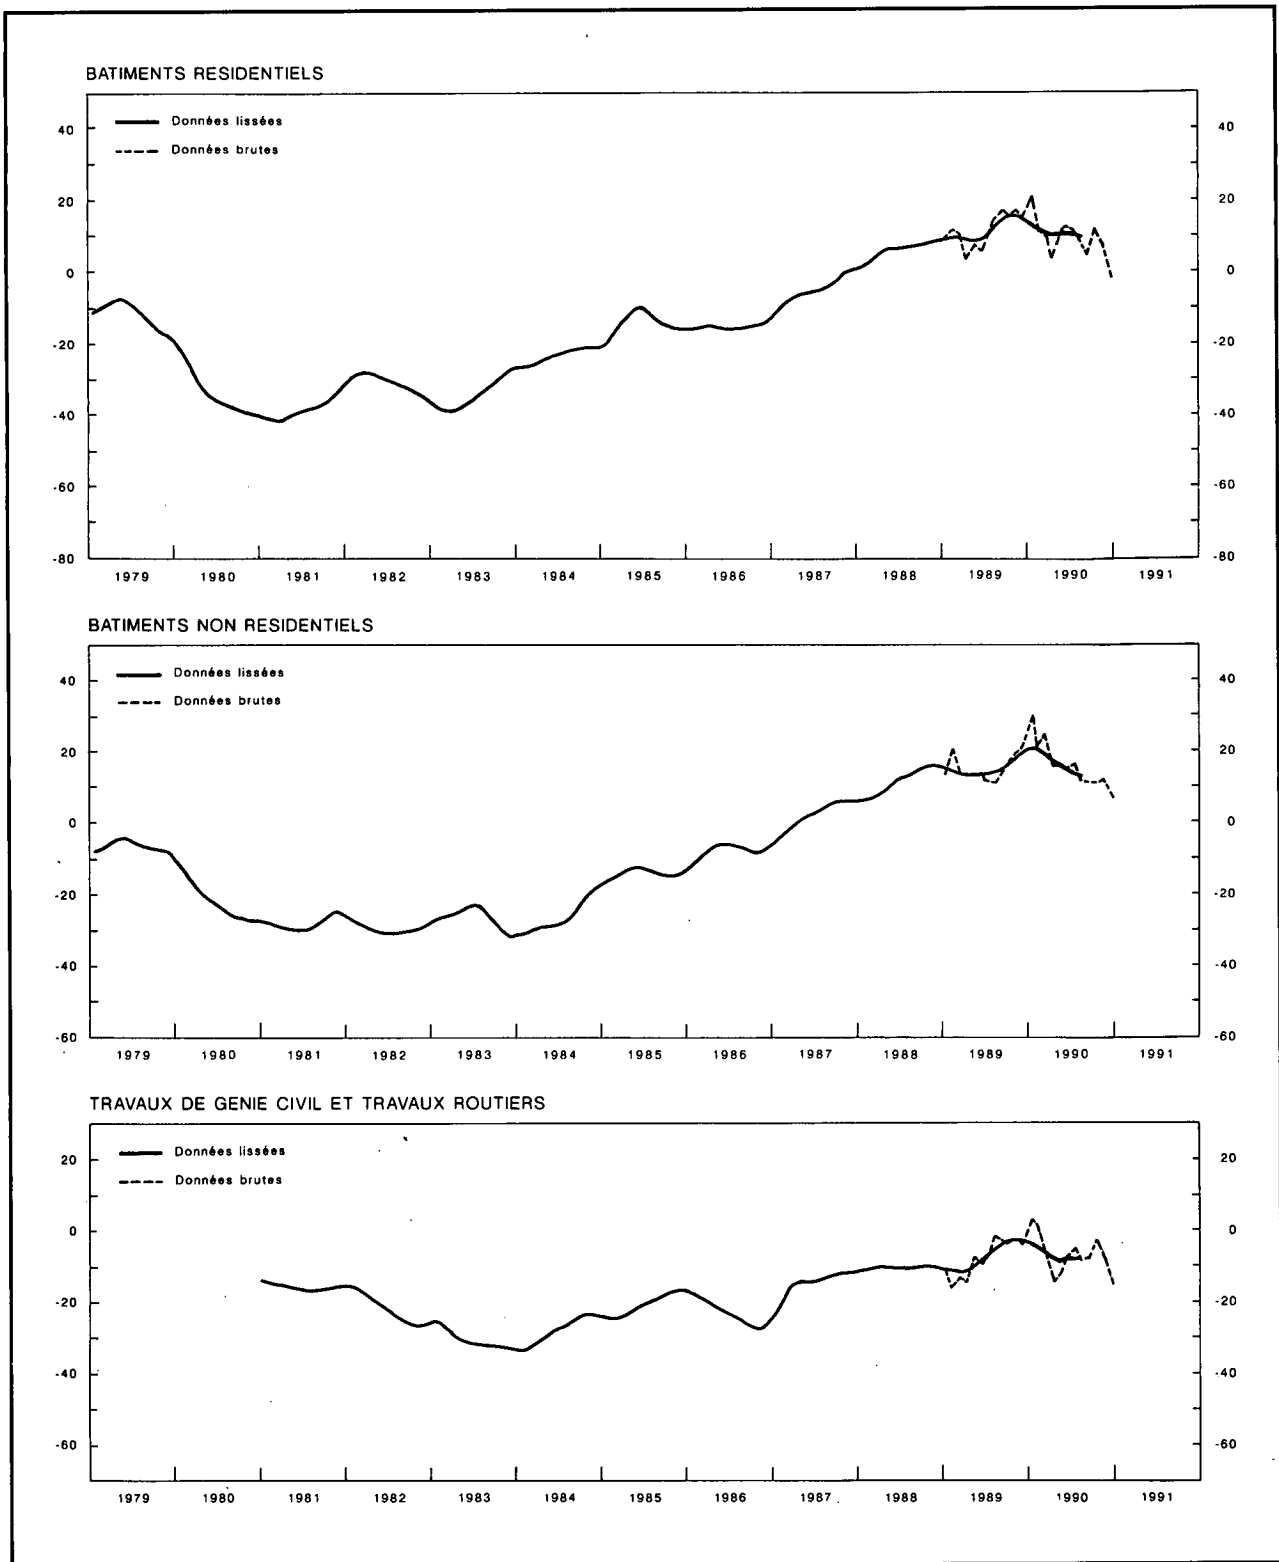 BATIMENTS RESIDENTIELS
Données lissées
Données brutes
40 40
20 20
0 0
-20 -20
-40 -40
-60 -60
-80 -80
1979 1980 1981 1982 1983 1984 1985 1986 1987 1988 1989 1990 1991
BATIMENTS NON RESIDENTIELS
Données lissées
Données brutes
40 40
20 20
0 0
-20 -20
-40 -40
-60 -60
1979 1980 1981 1982 1983 1984 1985 1986 1987 1988 1989 1990 1991
TRAVAUX DE GENIE CIVIL ET TRAVAUX ROUTIERS
Données lissées
Données brutes
20 20
0 0
-20 -20
-40 -40
-60 -60
1979 1980 1981 1982 1983 1984 1985 1986 1987 1988 1989 1990 1991